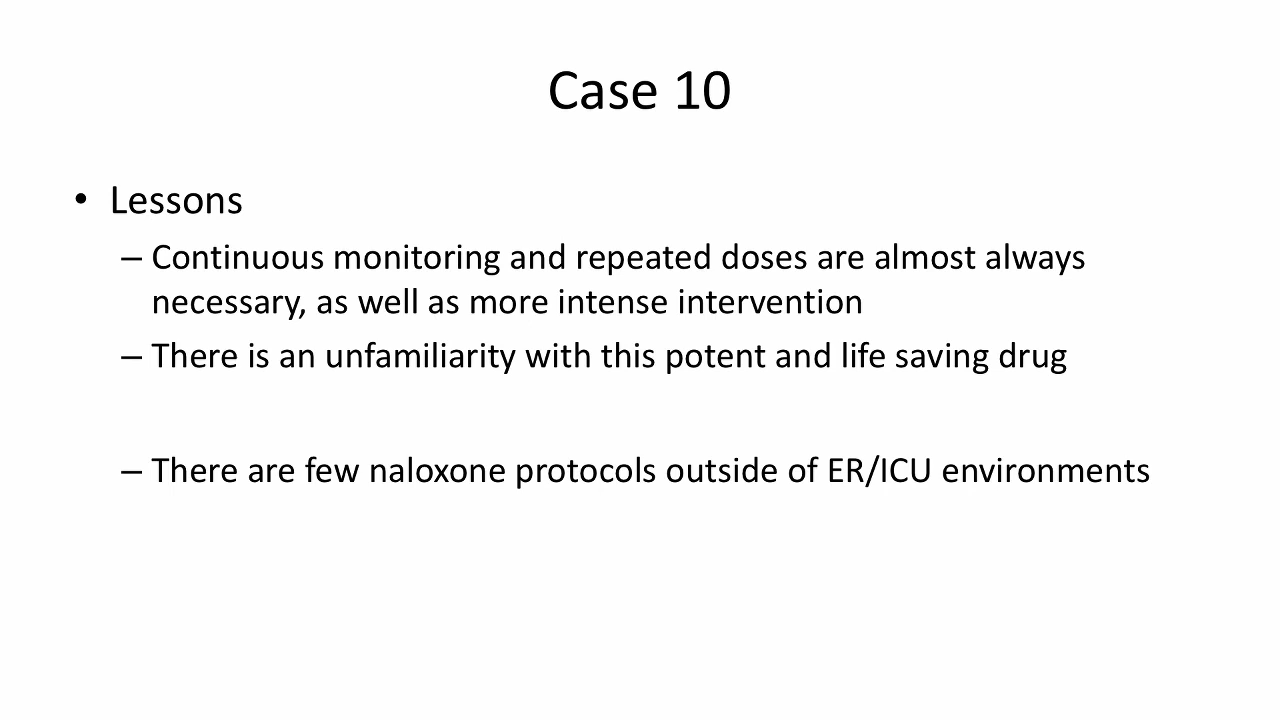 Case 10
• Lessons
– Continuous monitoring and repeated doses are almost always
necessary, as well as more intense intervention
– There is an unfamiliarity with this potent and life saving drug
– There are few naloxone protocols outside of ER/ICU environments